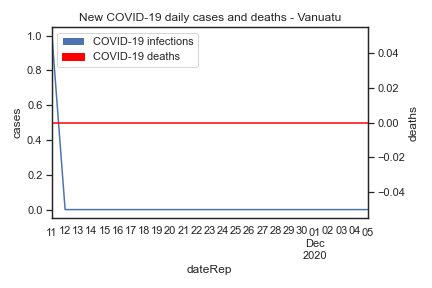 New COVID-19 daily cases and deaths - Vanuatu
COVID-19 infections
COVID-19 deaths
1.0
0.8
0.6
0.4
0.2
0.0
cases
0.04
0.02
0.00
−0.02
−0.04
deaths
11 12 13 14 15 16 17 18 19 20 21 22 23 24 25 26 27 28 29 30 01 02 03 04 05
Dec
2020
dateRep